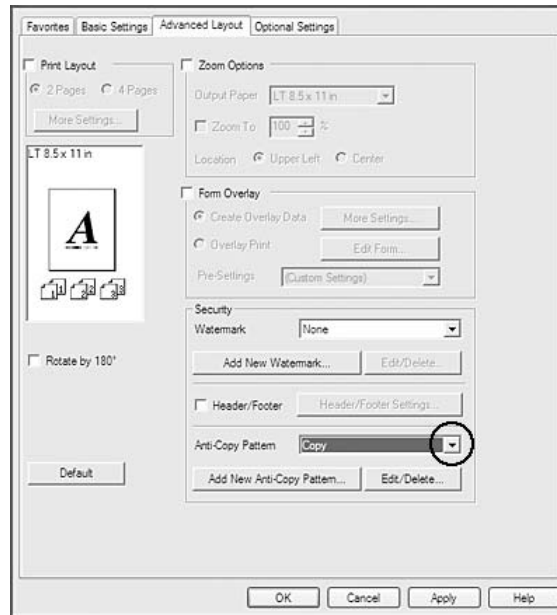 Favorites Basic Settings Advanced Layout Optional Settings
Print Layout
2 Pages 4 Pages
More Settings...
LT 8.5 x 11 in
A
1 2 3
Rotate by 180°
Default
Zoom Options
Output Paper LT 8.5 x 11 in
Zoom To 100 %
Location Upper Left Center
Form Overlay
Create Overlay Data More Settings...
Overlay Print Edit Form...
Pre-Settings (Custom Settings)
Security
Watermark None
Add New Watermark... Edit/Delete...
Header/Footer Header/Footer Settings...
Anti-Copy Pattern Copy
Add New Anti-Copy Pattern... Edit/Delete...
OK Cancel Apply Help